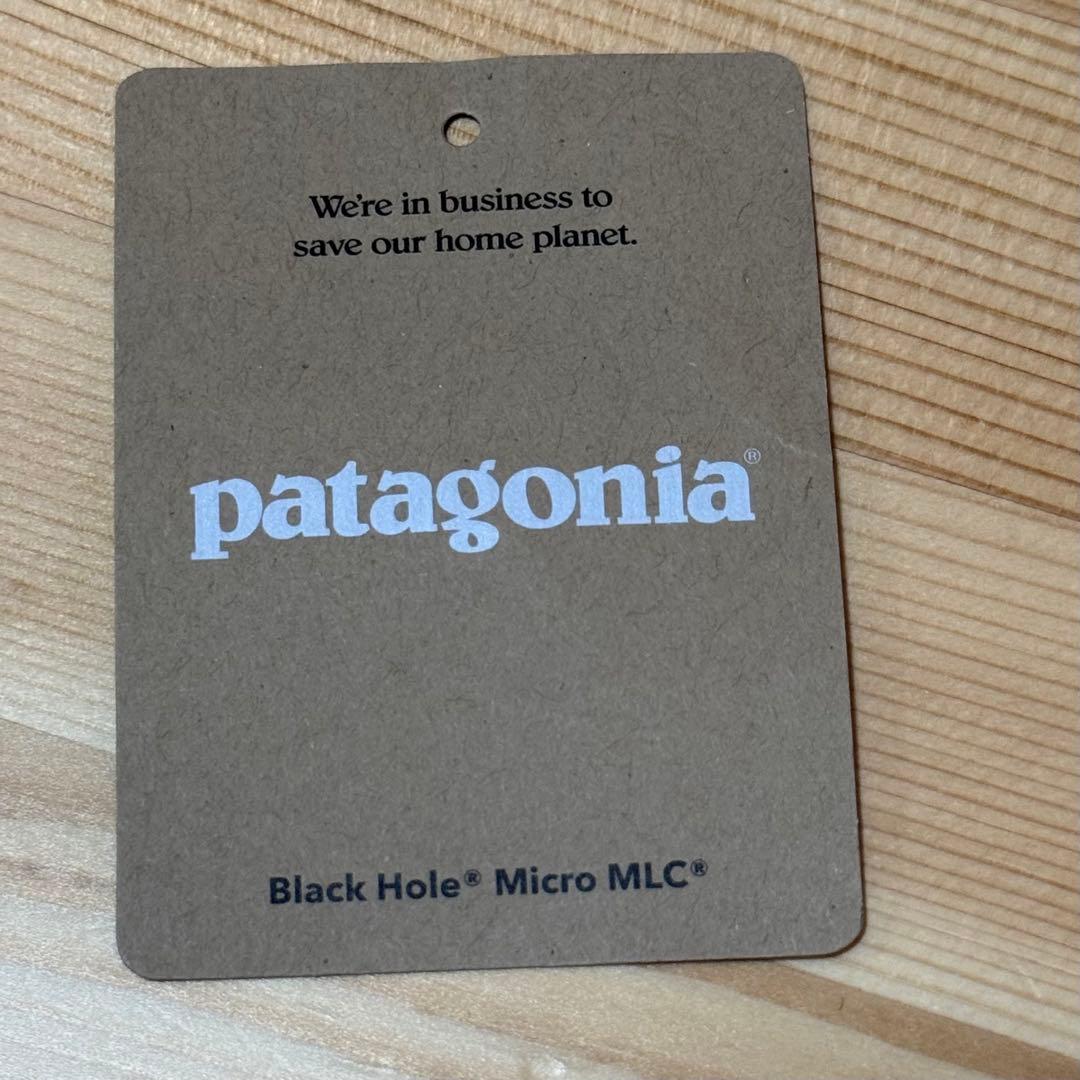 We're in business to
save our home planet.
patagonia®
Black Hole® Micro MLC®